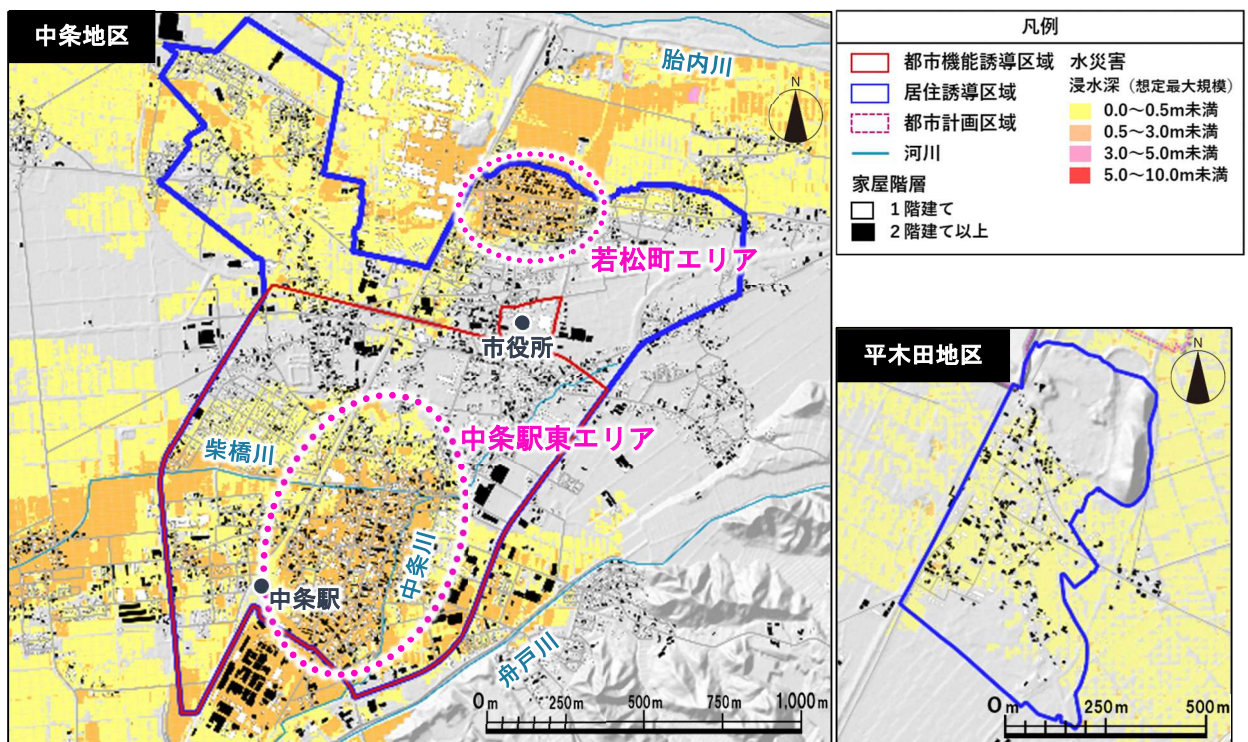 中条地区
胎内川
N
若松町エリア
市役所
中条駅東エリア
柴橋川
中条川
中条駅
舟戸川
0m 250m 500m 750m 1,000m
凡例
都市機能誘導区域
居住誘導区域
都市計画区域
河川
家屋階層
1階建て
2階建て以上
水災害
浸水深(想定最大規模)
0.0~0.5m未満
0.5~3.0m未満
3.0~5.0m未満
5.0~10.0m未満
平木田地区
N
0m 250m 500m